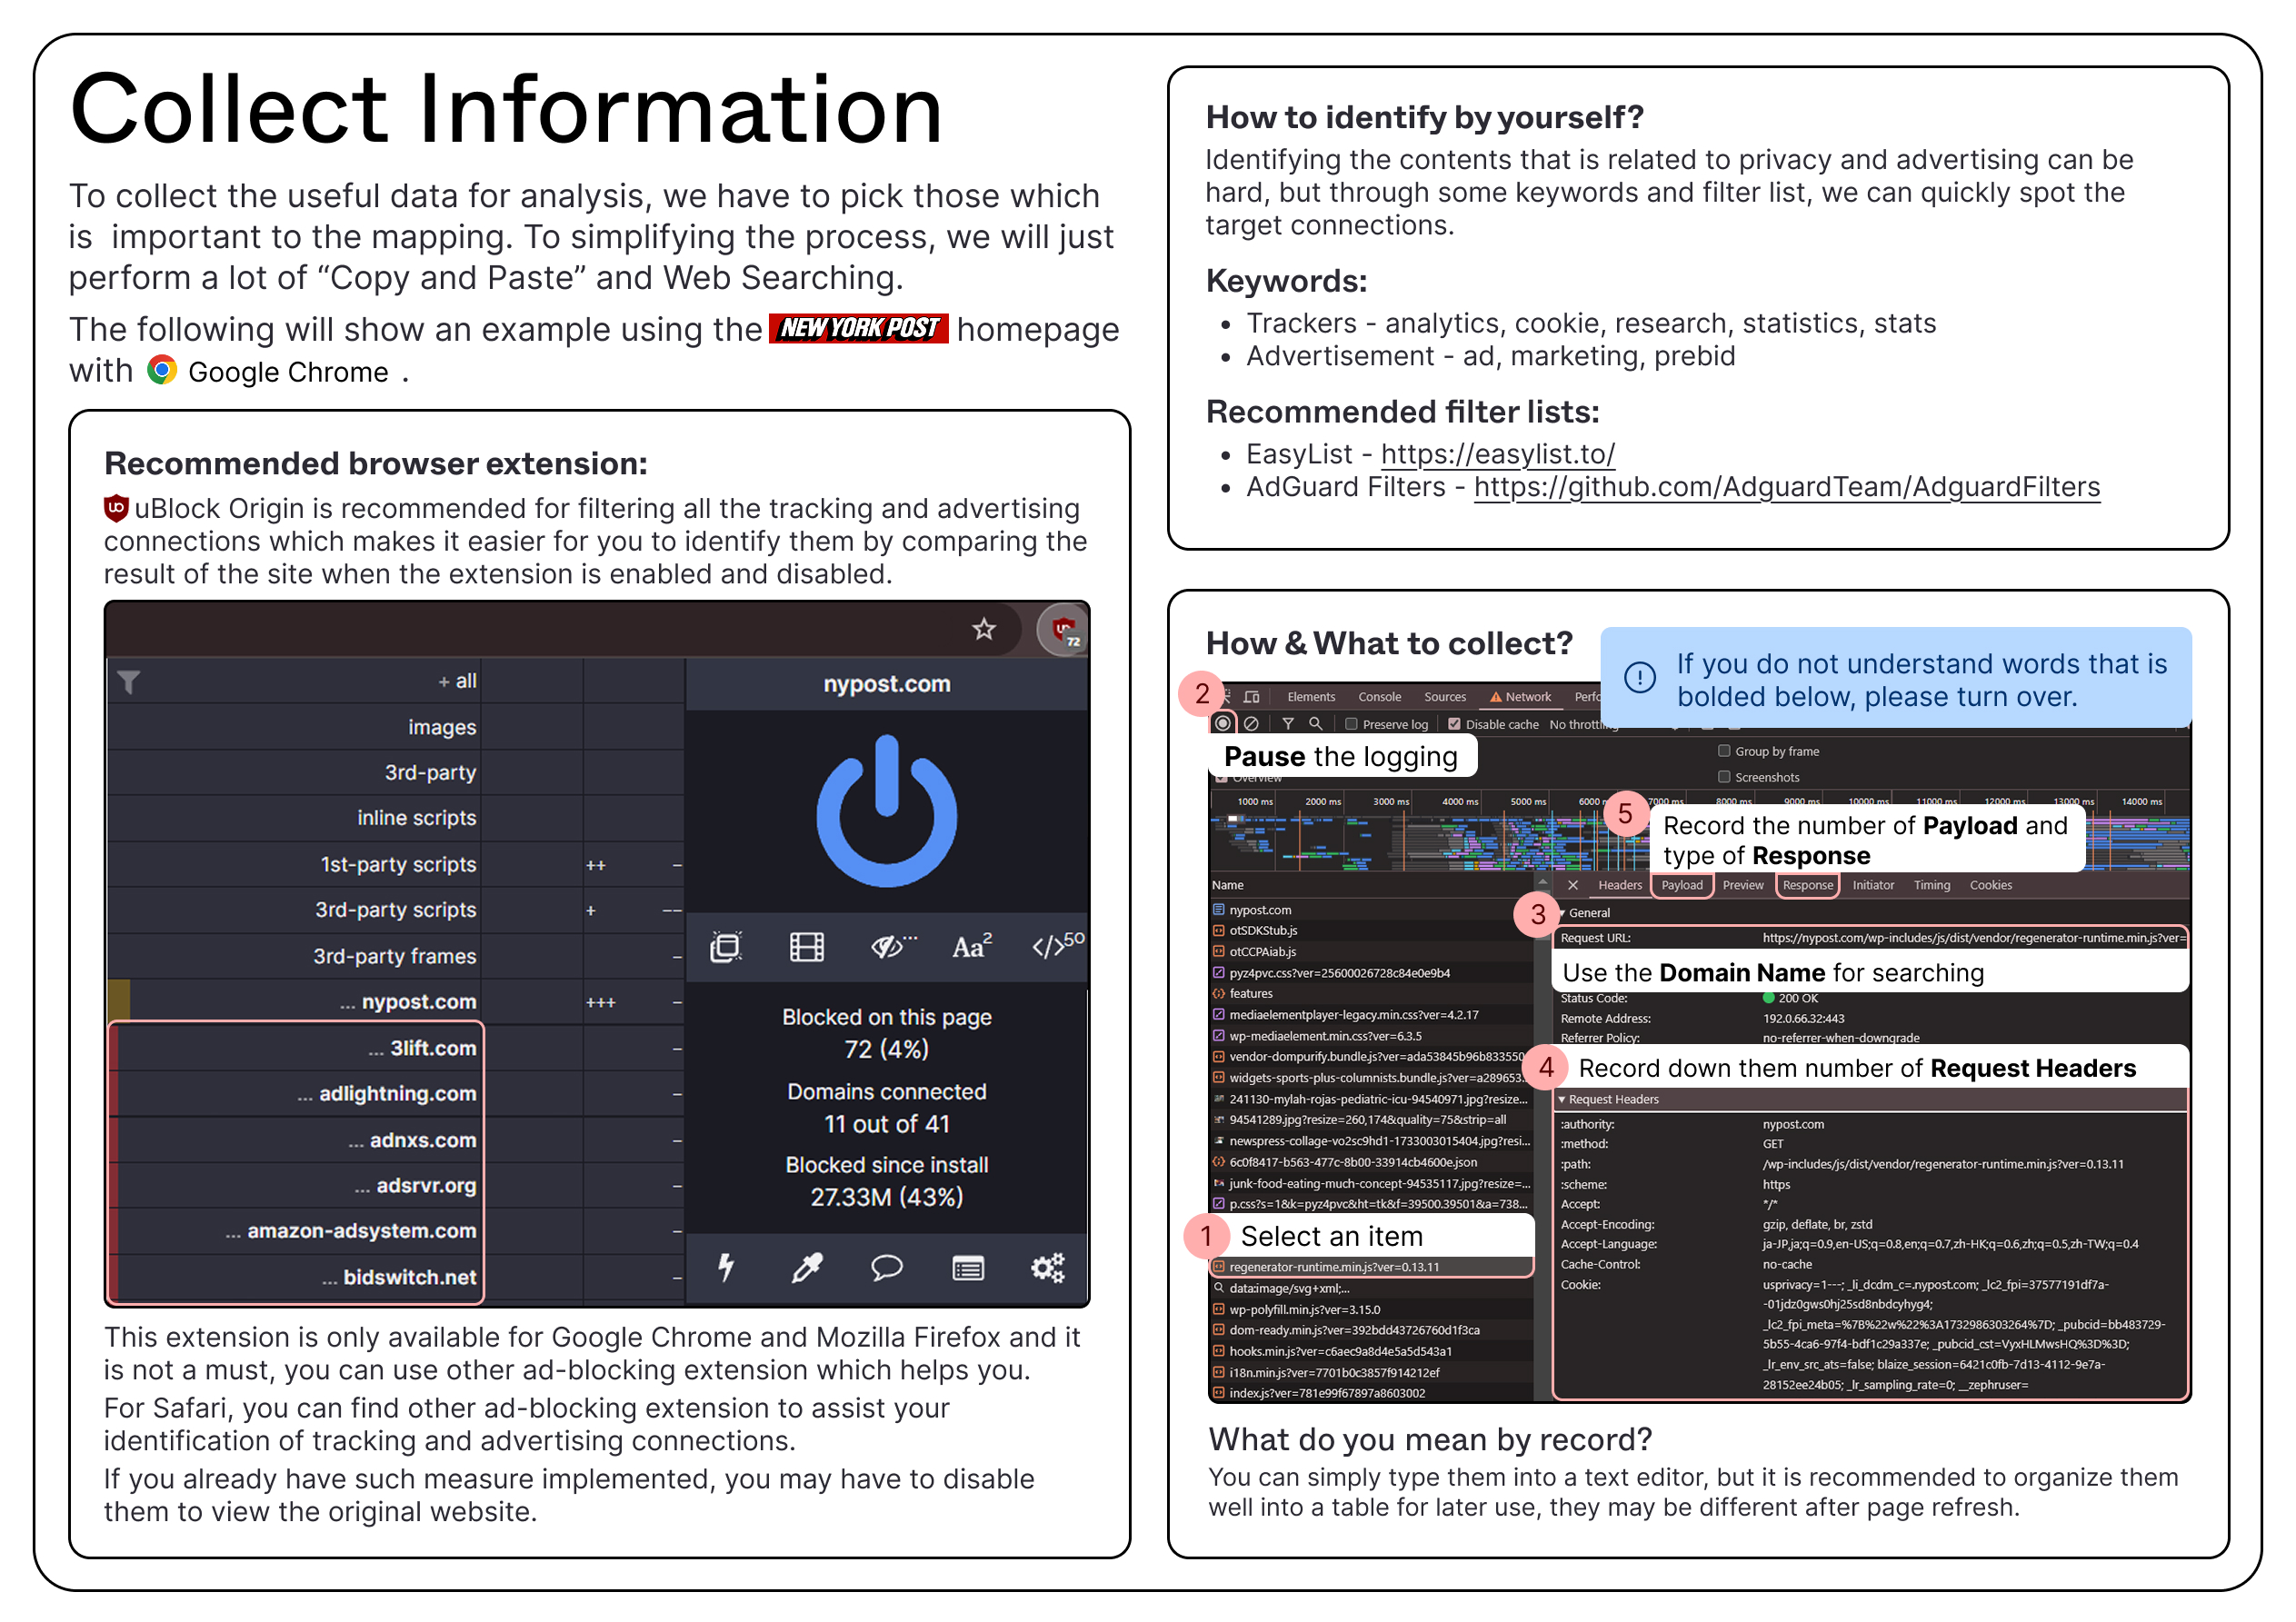 Collect Information
To collect the useful data for analysis, we have to pick those which
is  important to the mapping. To simplifying the process, we will just
perform a lot of “Copy and Paste” and Web Searching.
The following will show an example using the NEW YORK POST homepage
with Google Chrome .
Recommended browser extension:
uBlock Origin is recommended for filtering all the tracking and advertising
connections which makes it easier for you to identify them by comparing the
result of the site when the extension is enabled and disabled.
72
+ all
images
3rd-party
inline scripts
1st-party scripts ++ –
3rd-party scripts + ––
3rd-party frames –
... nypost.com +++ –
... 3lift.com –
... adlightning.com –
... adnxs.com –
... adsrvr.org –
... amazon-adsystem.com –
... bidswitch.net –
nypost.com
Aa2 </>50
Blocked on this page
72 (4%)
Domains connected
11 out of 41
Blocked since install
27.33M (43%)
This extension is only available for Google Chrome and Mozilla Firefox and it
is not a must, you can use other ad-blocking extension which helps you.
For Safari, you can find other ad-blocking extension to assist your
identification of tracking and advertising connections.
If you already have such measure implemented, you may have to disable
them to view the original website.
How to identify by yourself?
Identifying the contents that is related to privacy and advertising can be
hard, but through some keywords and filter list, we can quickly spot the
target connections.
Keywords:
• Trackers - analytics, cookie, research, statistics, stats
• Advertisement - ad, marketing, prebid
Recommended filter lists:
• EasyList - https://easylist.to/
• AdGuard Filters - https://github.com/AdguardTeam/AdguardFilters
How & What to collect?
If you do not understand words that is
bolded below, please turn over.
2
Elements Console Sources Network Perfo
Preserve log Disable cache No throttling
Pause the logging
Group by frame
Overview Screenshots
1000 ms 2000 ms 3000 ms 4000 ms 5000 ms 6000 7000 ms 8000 ms 9000 ms 10000 ms 11000 ms 12000 ms 13000 ms 14000 ms
5
Record the number of Payload and
type of Response
Name
Headers Payload Preview Response Initiator Timing Cookies
nypost.com
otSDKStub.js
otCCPAiab.js
pyz4pvc.css?ver=25600026728c84e0e9b4
features
mediaelementplayer-legacy.min.css?ver=4.2.17
wp-mediaelement.min.css?ver=6.3.5
vendor-dompurify.bundle.js?ver=ada53845b96b833550
widgets-sports-plus-columnists.bundle.js?ver=a289653.
241130-mylah-rojas-pediatric-icu-94540971.jpg?resize...
94541289.jpg?resize=260,174&quality=75&strip=all
newspress-collage-vo2sc9hd1-1733003015404.jpg?resi...
6c0f8417-b563-477c-8b00-33914cb4600e.json
junk-food-eating-much-concept-94535117.jpg?resize=...
p.css?s=1&k=pyz4pvc&ht=tk&f=39500.39501&a=738...
1
Select an item
regenerator-runtime.min.js?ver=0.13.11
data:image/svg+xml;...
wp-polyfill.min.js?ver=3.15.0
dom-ready.min.js?ver=392bdd43726760d1f3ca
hooks.min.js?ver=c6aec9a8d4e5a5d543a1
i18n.min.js?ver=7701b0c3857f914212ef
index.js?ver=781e99f67897a8603002
3
General
Request URL: https://nypost.com/wp-includes/js/dist/vendor/regenerator-runtime.min.js?ver=
Use the Domain Name for searching
Status Code: 200 OK
Remote Address: 192.0.66.32:443
Referrer Policy: no-referrer-when-downgrade
4
Record down them number of Request Headers
Request Headers
:authority: nypost.com
:method: GET
:path: /wp-includes/js/dist/vendor/regenerator-runtime.min.js?ver=0.13.11
:scheme: https
Accept: */*
Accept-Encoding: gzip, deflate, br, zstd
Accept-Language: ja-JP,ja;q=0.9,en-US;q=0.8,en;q=0.7,zh-HK;q=0.6,zh;q=0.5,zh-TW;q=0.4
Cache-Control: no-cache
Cookie: usprivacy=1---; _li_dcdm_c=.nypost.com; _lc2_fpi=37577191df7a-
-01jdz0gws0hj25sd8nbdcyhyg4;
_lc2_fpi_meta=%7B%22w%22%3A1732986303264%7D; _pubcid=bb483729-
5b55-4ca6-97f4-bdf1c29a337e; _pubcid_cst=VyxHLMwsHQ%3D%3D;
_lr_env_src_ats=false; blaize_session=6421c0fb-7d13-4112-9e7a-
28152ee24b05; _lr_sampling_rate=0; __zephruser=
What do you mean by record?
You can simply type them into a text editor, but it is recommended to organize them
well into a table for later use, they may be different after page refresh.